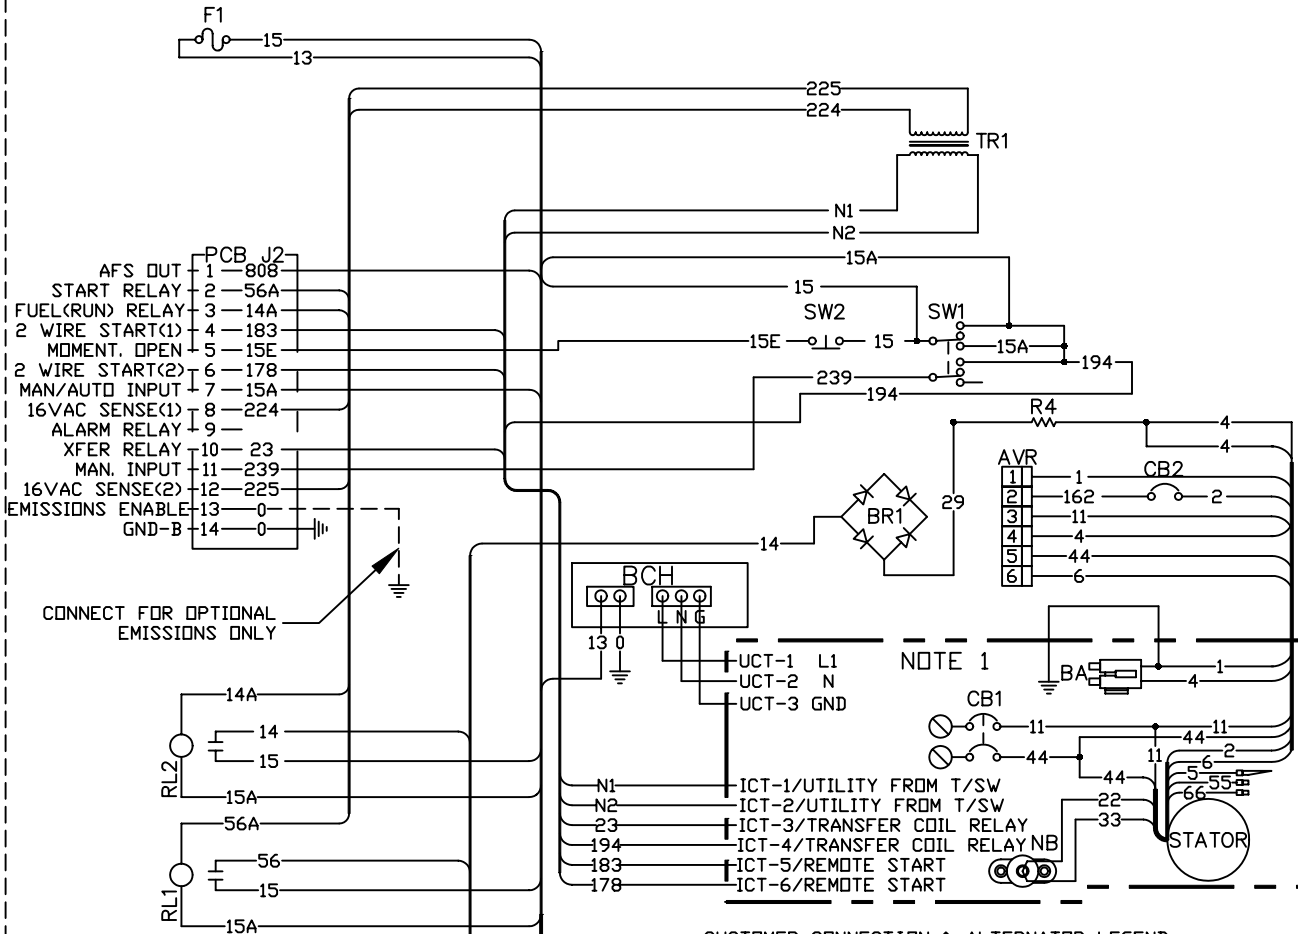 F1
15
13
225
224
TR1
N1
N2
PCB J2
15A
AFS OUT 1 808
START RELAY 2 56A
15
FUEL(RUN) RELAY 3 14A
SW2 SW1
2 WIRE START(1) 4 183
15E 15
MOMENT. OPEN 5 15E
15A
2 WIRE START(2) 6 178
194
239
MAN/AUTO INPUT 7 15A
194
16VAC SENSE(1) 8 224
R4
ALARM RELAY 9
4
XFER RELAY 10 23
4
AVR
MAN. INPUT 11 239
CB2
1 1
16VAC SENSE(2) 12 225
2 162 2
29
EMISSIONS ENABLE 13 0
BR1
3 11
GND-B 14 0
4 4
14
5 44
BCH
6 6
CONNECT FOR OPTIONAL
EMISSIONS ONLY
L N G
13 0
UCT-1 L1
NOTE 1
1
BA
UCT-2 N
4
14A
UCT-3 GND
CB1
11
11
14
44
2
11
44
15
6
5
RL2
44
55
N1 ICT-1/UTILITY FROM T/SW
66
15A
22
N2 ICT-2/UTILITY FROM T/SW
33
56A
23 ICT-3/TRANSFER COIL RELAY
194 ICT-4/TRANSFER COIL RELAY
NB
STATOR
56
183 ICT-5/REMOTE START
15
178 ICT-6/REMOTE START
RL1
15A
CUSTOMER CONNECTION & ALTERNATOR LEGEND